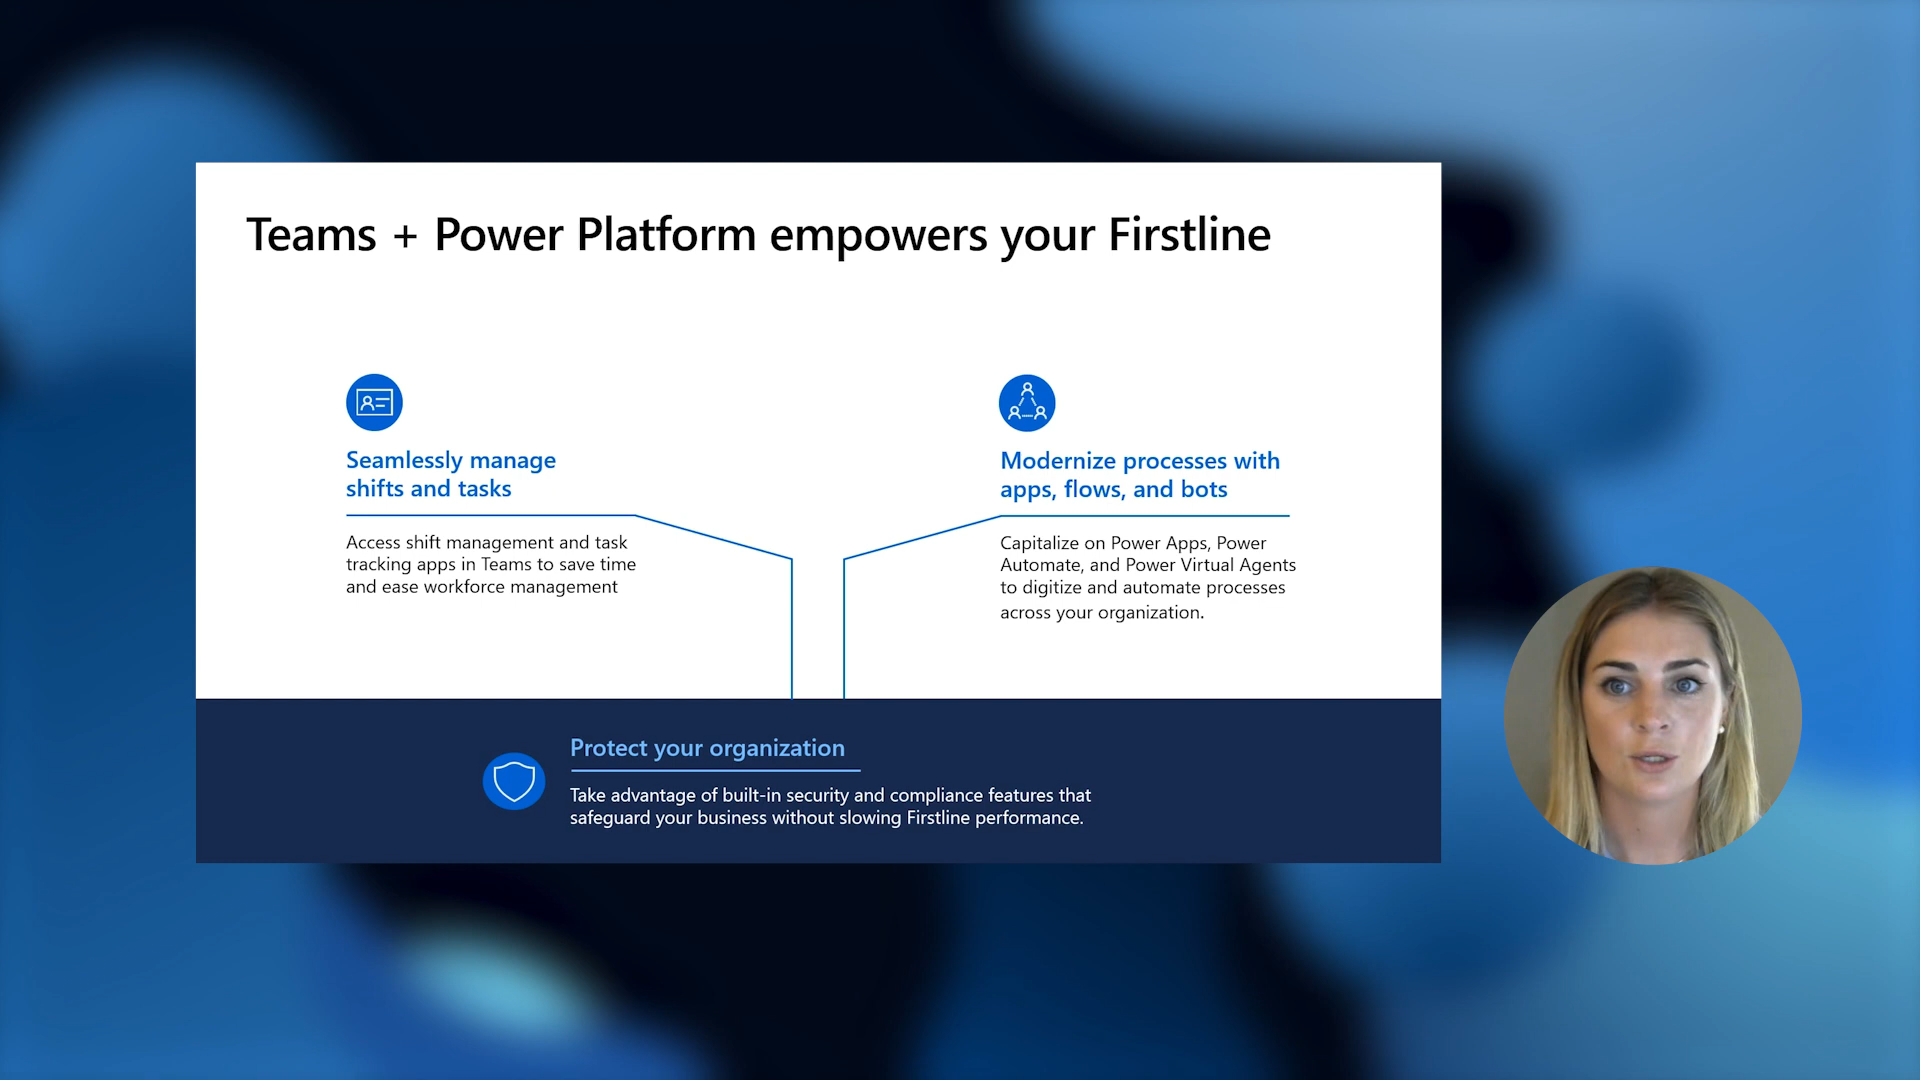 Teams + Power Platform empowers your Firstline
Seamlessly manage
shifts and tasks
Access shift management and task
tracking apps in Teams to save time
and ease workforce management
Modernize processes with
apps, flows, and bots
Capitalize on Power Apps, Power
Automate, and Power Virtual Agents
to digitize and automate processes
across your organization.
Protect your organization
Take advantage of built-in security and compliance features that
safeguard your business without slowing Firstline performance.